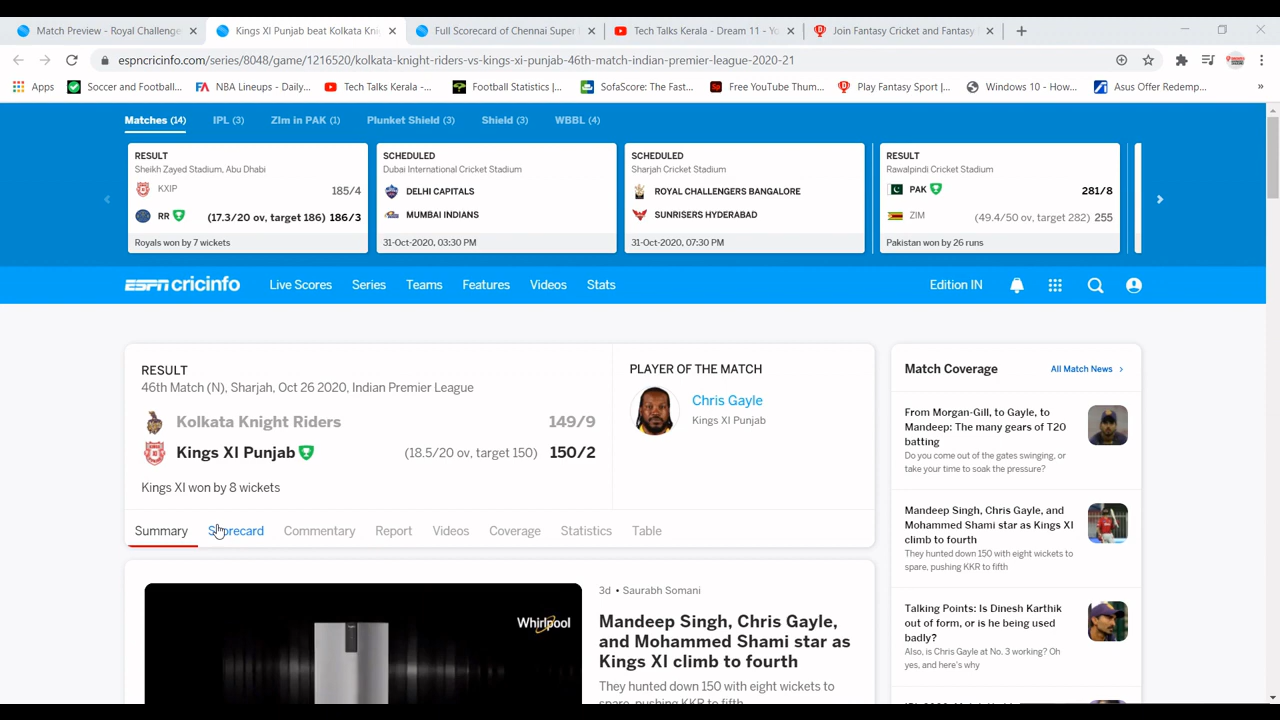 Match Preview - Royal Challenge
Kings XI Punjab beat Kolkata Kni
Full Scorecard of Chennai Super
Tech Talks Kerala - Dream 11 - Yo
Join Fantasy Cricket and Fantasy
espncricinfo.com/series/8048/game/1216520/kolkata-knight-riders-vs-kings-xi-punjab-46th-match-indian-premier-league-2020-21
Apps
Soccer and Football...
NBA Lineups - Daily...
Tech Talks Kerala -...
Football Statistics |...
SofaScore: The Fast...
Free YouTube Thum...
Play Fantasy Sport |...
Windows 10 - How...
Asus Offer Redemp...
Matches (14)
IPL (3)
ZIm in PAK (1)
Plunket Shield (3)
Shield (3)
WBBL (4)
RESULT
Sheikh Zayed Stadium, Abu Dhabi
KXIP 185/4
RR (17.3/20 ov, target 186) 186/3
Royals won by 7 wickets
SCHEDULED
Dubai International Cricket Stadium
DELHI CAPITALS
MUMBAI INDIANS
31-Oct-2020, 03:30 PM
SCHEDULED
Sharjah Cricket Stadium
ROYAL CHALLENGERS BANGALORE
SUNRISERS HYDERABAD
31-Oct-2020, 07:30 PM
RESULT
Rawalpindi Cricket Stadium
PAK 281/8
ZIM (49.4/50 ov, target 282) 255
Pakistan won by 26 runs
ESPN cricinfo
Live Scores
Series
Teams
Features
Videos
Stats
Edition IN
RESULT
46th Match (N), Sharjah, Oct 26 2020, Indian Premier League
Kolkata Knight Riders 149/9
Kings XI Punjab (18.5/20 ov, target 150) 150/2
Kings XI won by 8 wickets
PLAYER OF THE MATCH
Chris Gayle
Kings XI Punjab
Summary
Scorecard
Commentary
Report
Videos
Coverage
Statistics
Table
Whirlpool
3d • Saurabh Somani
Mandeep Singh, Chris Gayle,
and Mohammed Shami star as
Kings XI climb to fourth
They hunted down 150 with eight wickets to
spare, pushing KKR to fifth
Match Coverage
All Match News
From Morgan-Gill, to Gayle, to
Mandeep: The many gears of T20
batting
Do you come out of the gates swinging, or
take your time to soak the pressure?
Mandeep Singh, Chris Gayle, and
Mohammed Shami star as Kings XI
climb to fourth
They hunted down 150 with eight wickets to
spare, pushing KKR to fifth
Talking Points: Is Dinesh Karthik
out of form, or is he being used
badly?
Also, is Chris Gayle at No. 3 working? Oh
yes, and here's why